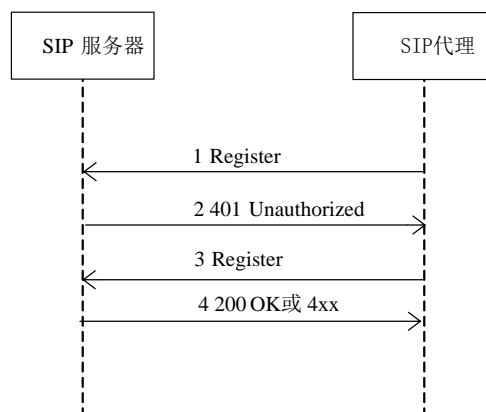 SIP 服务器
SIP代理
1 Register
2 401 Unauthorized
3 Register
4 200 OK或 4xx